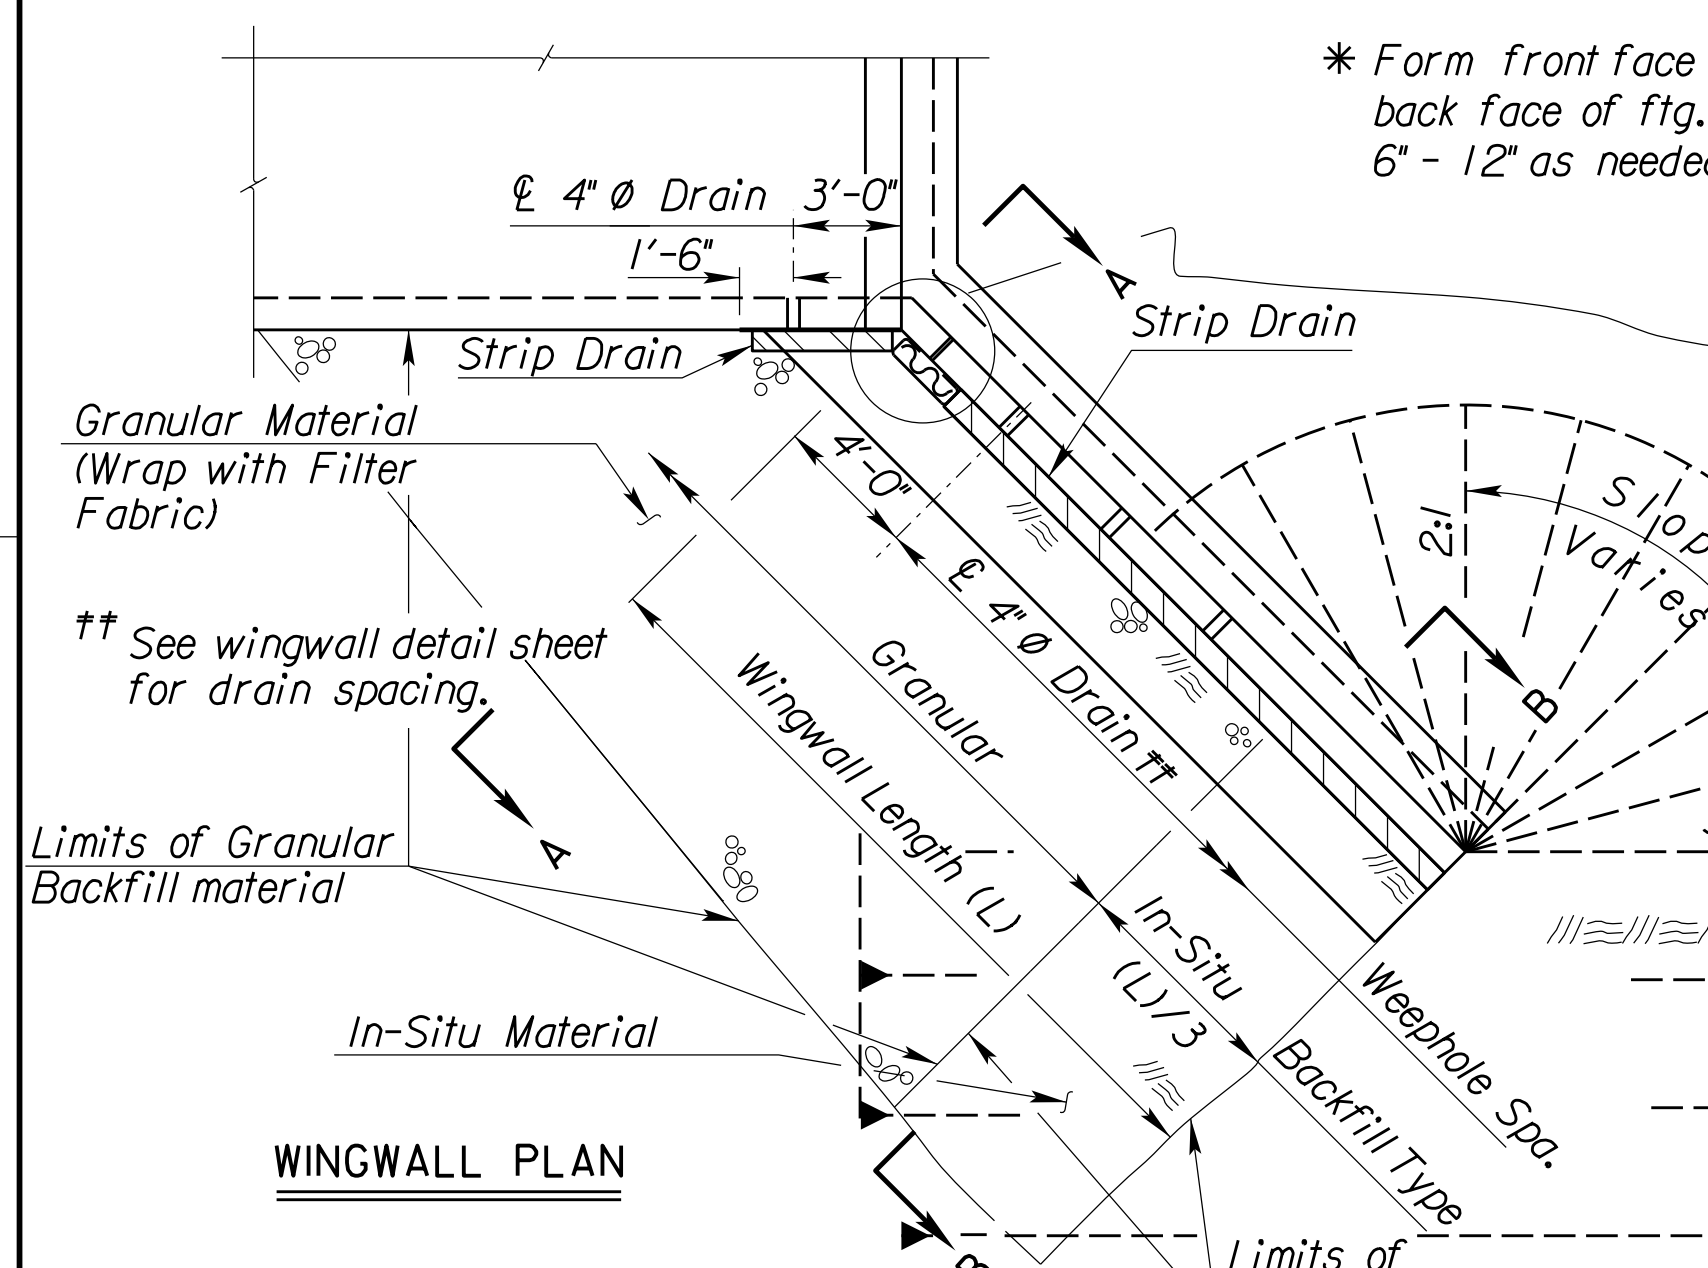 ✳ Form front face
back face of ftg.
6" - 12" as needed
℄ 4" Ø Drain 3'-0"
1'-6"
A
Strip Drain
Strip Drain
Granular Material
(Wrap with Filter
Fabric)
4'-0"
2:1
Slop
Varies
℄ 4" Ø Drain ‡‡
‡‡ See wingwall detail sheet
for drain spacing.
Granular
Wingwall Length (L)
B
A
Limits of Granular
Backfill material
In-Situ
(L)/3
Weephole Spa.
In-Situ Material
Backfill Type
WINGWALL PLAN
Limits of
B